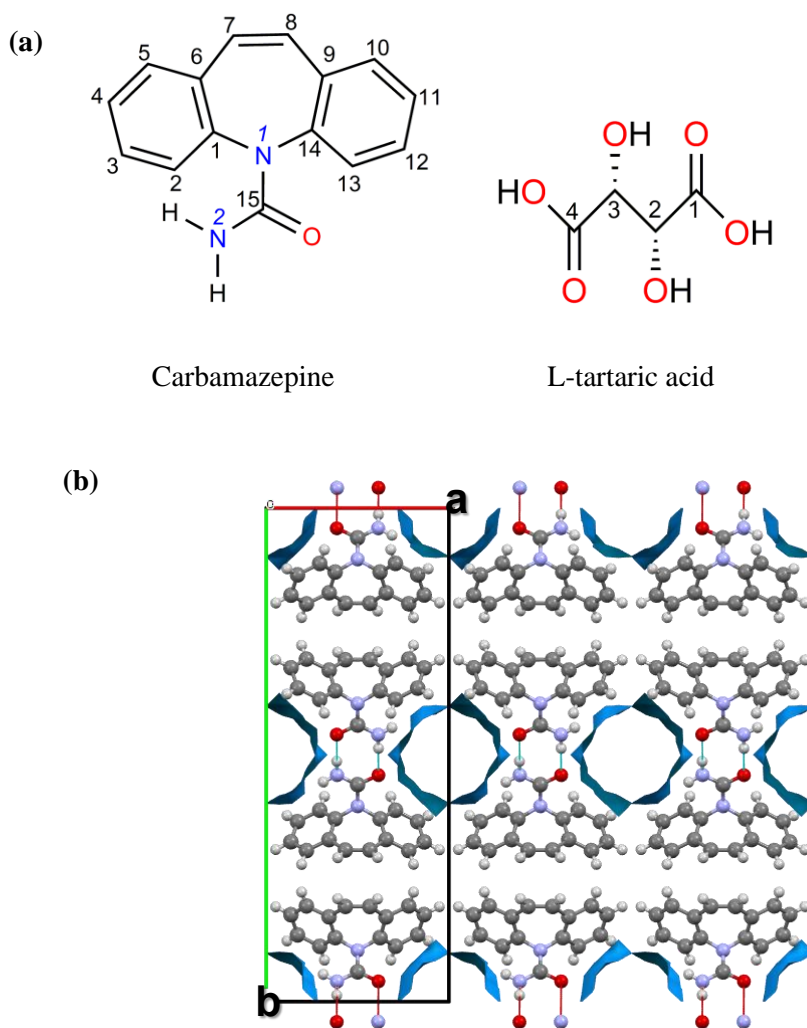 (a)
7 8
5 6 9 10
4 11
1 N 1 14
3 12
2 15 13
H N 2 O
H
OH O
HO 4 3 2 1
OH
O OH
Carbamazepine L-tartaric acid
(b)
0 a
b